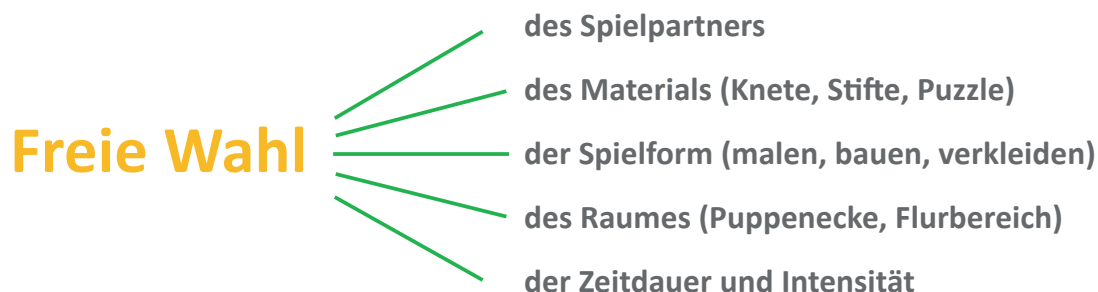 des Spielpartners
des Materials (Knete, Stifte, Puzzle)
Freie Wahl
der Spielform (malen, bauen, verkleiden)
des Raumes (Puppenecke, Flurbereich)
der Zeitdauer und Intensität